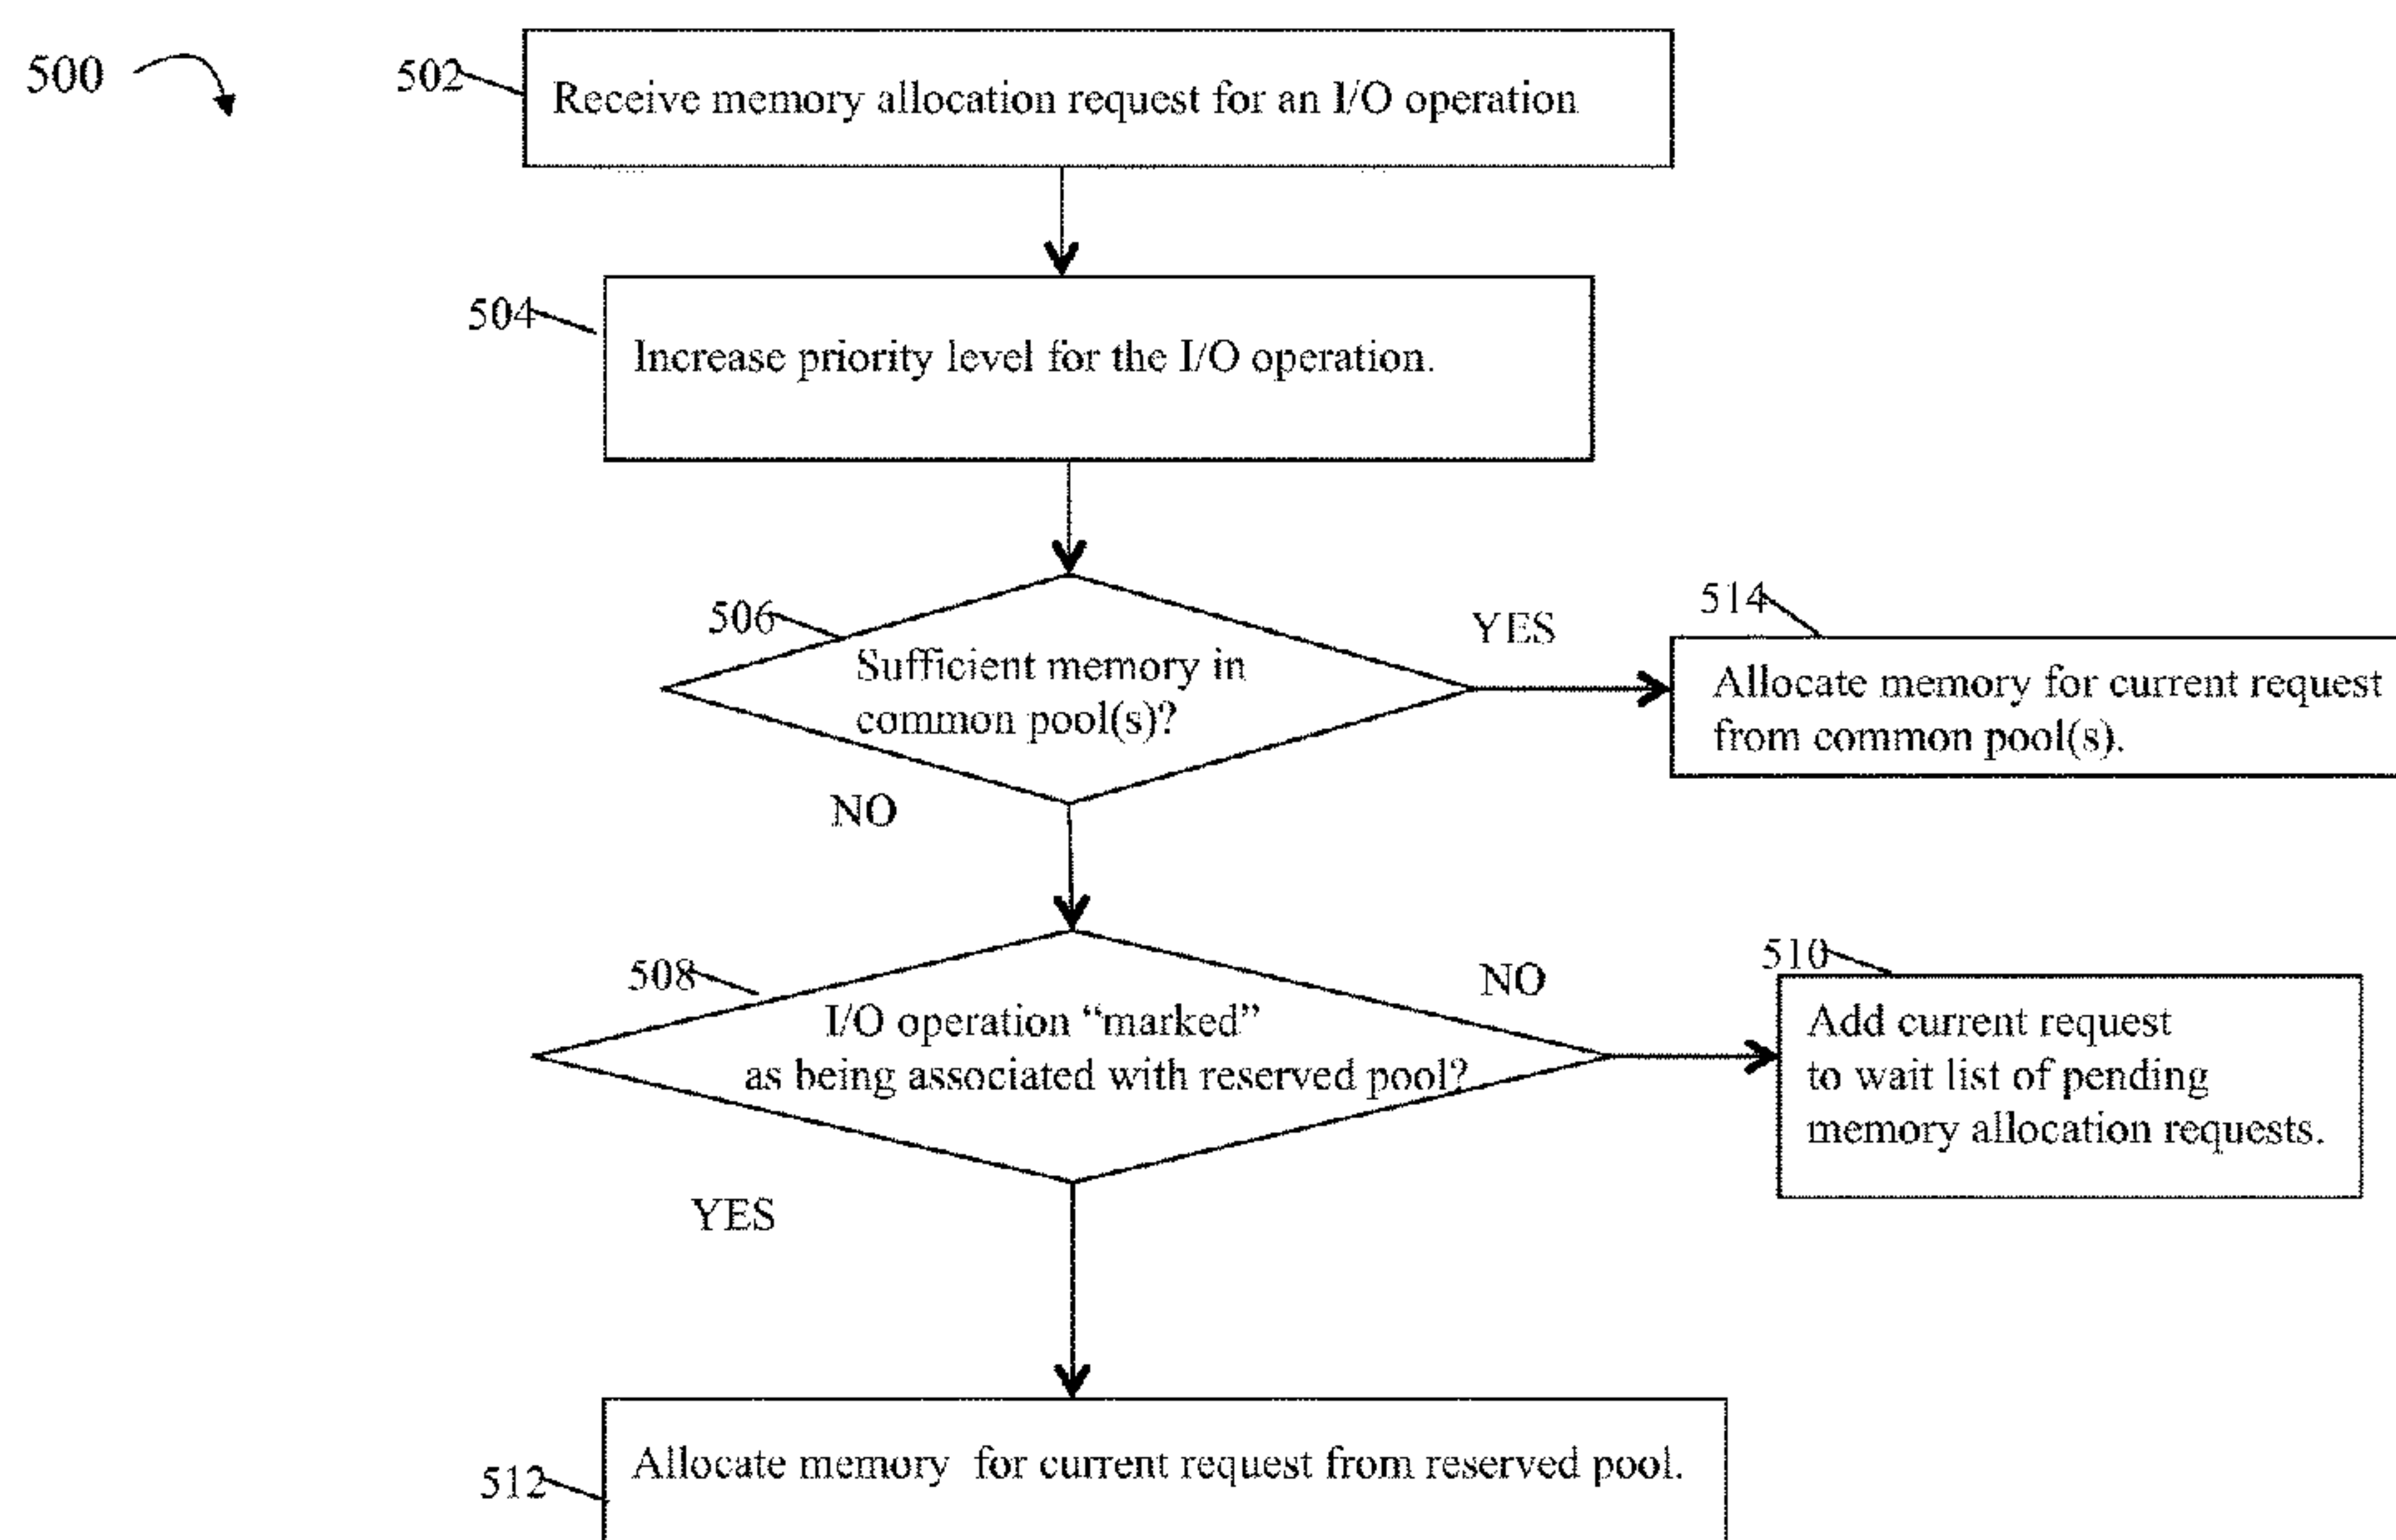 500
502
Receive memory allocation request for an I/O operation
504
Increase priority level for the I/O operation.
506
Sufficient memory in
common pool(s)?
YES
514
Allocate memory for current request
from common pool(s).
NO
508
I/O operation “marked”
as being associated with reserved pool?
NO
510
Add current request
to wait list of pending
memory allocation requests.
YES
512
Allocate memory for current request from reserved pool.